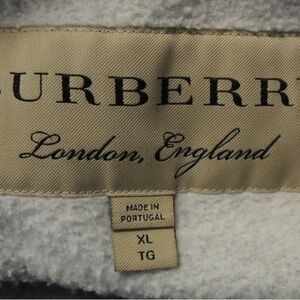 BURBERRY
London, England
MADE IN
PORTUGAL
XL
TG